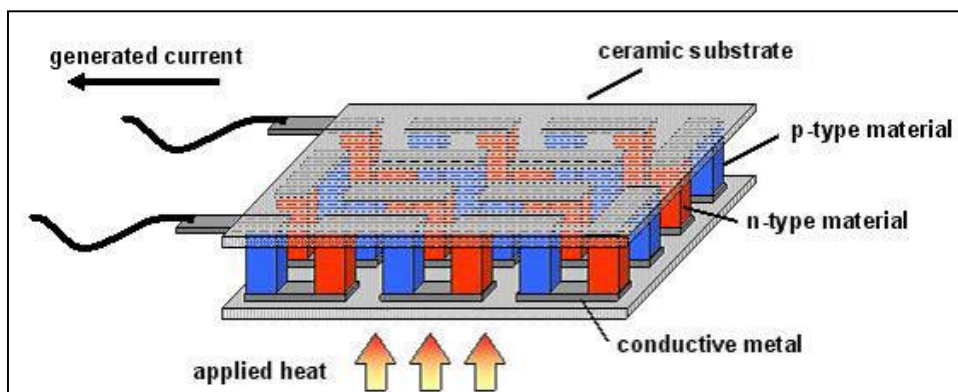 generated current
ceramic substrate
p-type material
n-type material
conductive metal
applied heat